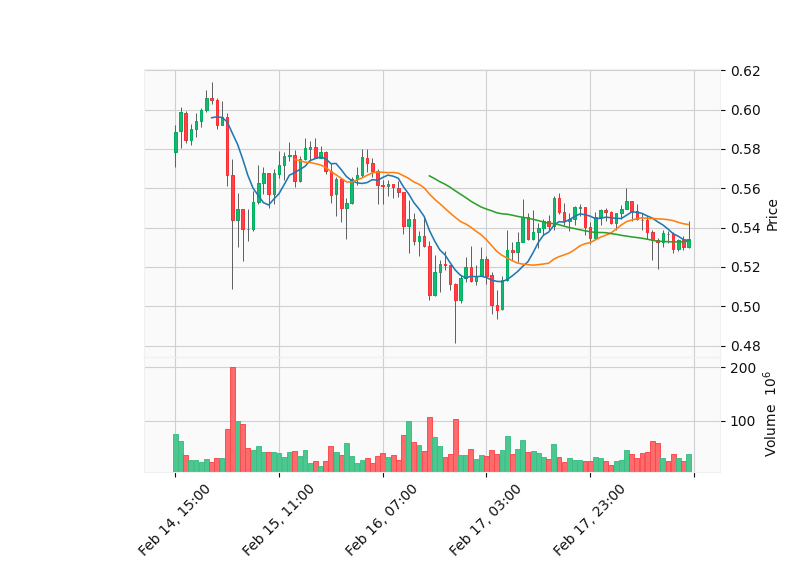 0.62
0.60
0.58
0.56
0.54
0.52
0.50
0.48
Price
200
100
Volume 10⁶
Feb 14, 15:00
Feb 15, 11:00
Feb 16, 07:00
Feb 17, 03:00
Feb 17, 23:00